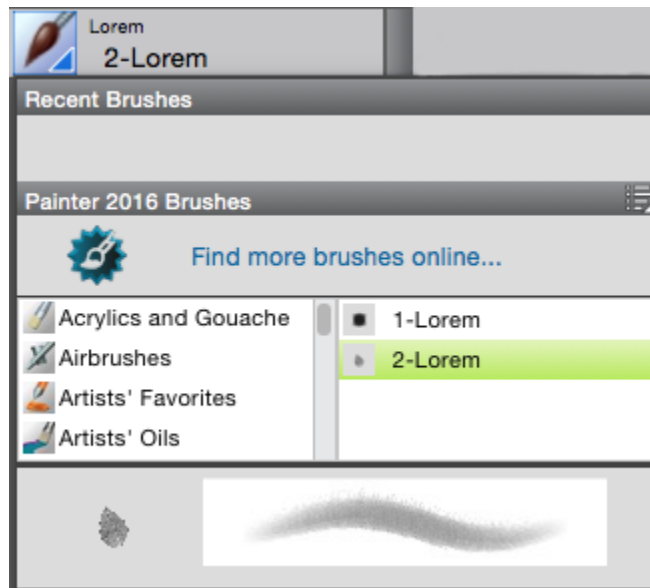 Lorem
2-Lorem
Recent Brushes
Painter 2016 Brushes
Find more brushes online...
Acrylics and Gouache
Airbrushes
Artists' Favorites
Artists' Oils
1-Lorem
2-Lorem